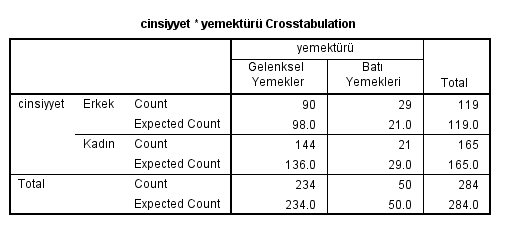 cinsiyyet * yemektürü Crosstabulation
yemektürü
Gelenksel Yemekler Batı Yemekleri Total
cinsiyyet Erkek Count 90 29 119
Expected Count 98.0 21.0 119.0
Kadın Count 144 21 165
Expected Count 136.0 29.0 165.0
Total Count 234 50 284
Expected Count 234.0 50.0 284.0